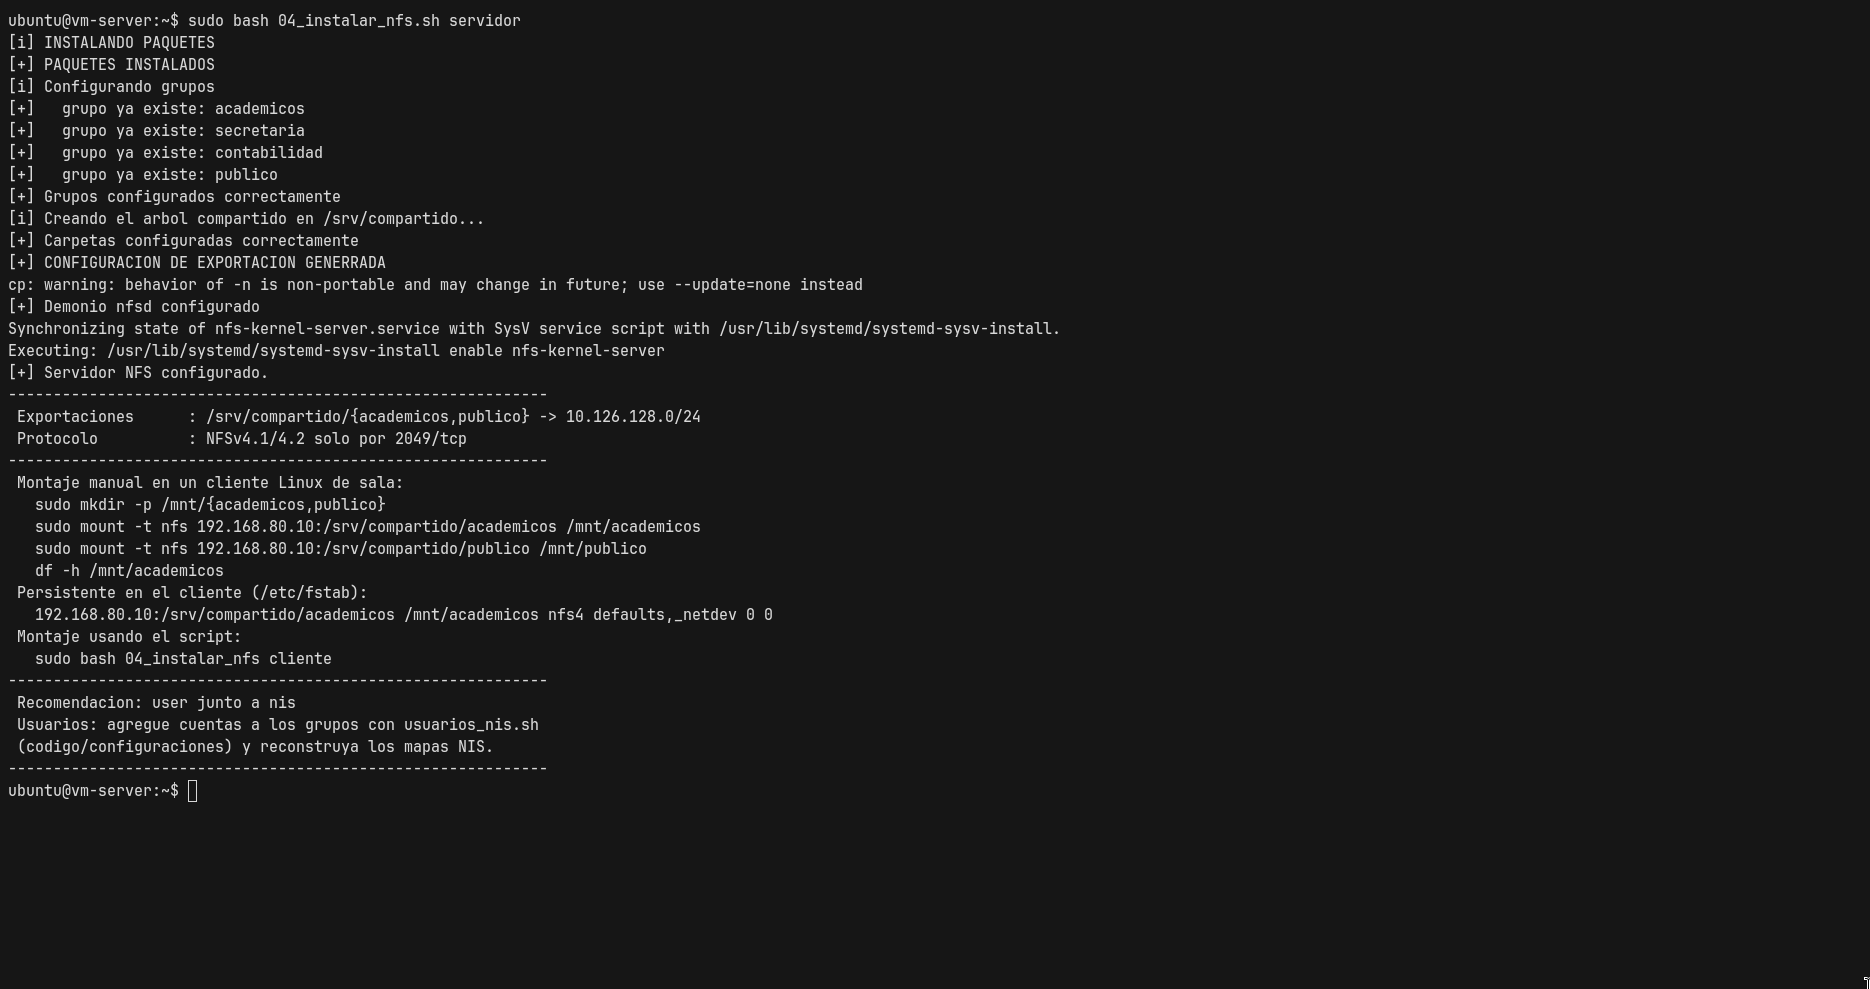 ubuntu@vm-server:~$ sudo bash 04_instalar_nfs.sh servidor
[i] INSTALANDO PAQUETES
[+] PAQUETES INSTALADOS
[i] Configurando grupos
[+]   grupo ya existe: academicos
[+]   grupo ya existe: secretaria
[+]   grupo ya existe: contabilidad
[+]   grupo ya existe: publico
[+] Grupos configurados correctamente
[i] Creando el arbol compartido en /srv/compartido...
[+] Carpetas configuradas correctamente
[+] CONFIGURACION DE EXPORTACION GENERRADA
cp: warning: behavior of -n is non-portable and may change in future; use --update=none instead
[+] Demonio nfsd configurado
Synchronizing state of nfs-kernel-server.service with SysV service script with /usr/lib/systemd/systemd-sysv-install.
Executing: /usr/lib/systemd/systemd-sysv-install enable nfs-kernel-server
[+] Servidor NFS configurado.
------------------------------------------------------------
 Exportaciones      : /srv/compartido/{academicos,publico} -> 10.126.128.0/24
 Protocolo          : NFSv4.1/4.2 solo por 2049/tcp
------------------------------------------------------------
 Montaje manual en un cliente Linux de sala:
   sudo mkdir -p /mnt/{academicos,publico}
   sudo mount -t nfs 192.168.80.10:/srv/compartido/academicos /mnt/academicos
   sudo mount -t nfs 192.168.80.10:/srv/compartido/publico /mnt/publico
   df -h /mnt/academicos
 Persistente en el cliente (/etc/fstab):
   192.168.80.10:/srv/compartido/academicos /mnt/academicos nfs4 defaults,_netdev 0 0
 Montaje usando el script:
   sudo bash 04_instalar_nfs cliente
------------------------------------------------------------
 Recomendacion: user junto a nis
 Usuarios: agregue cuentas a los grupos con usuarios_nis.sh
 (codigo/configuraciones) y reconstruya los mapas NIS.
------------------------------------------------------------
ubuntu@vm-server:~$